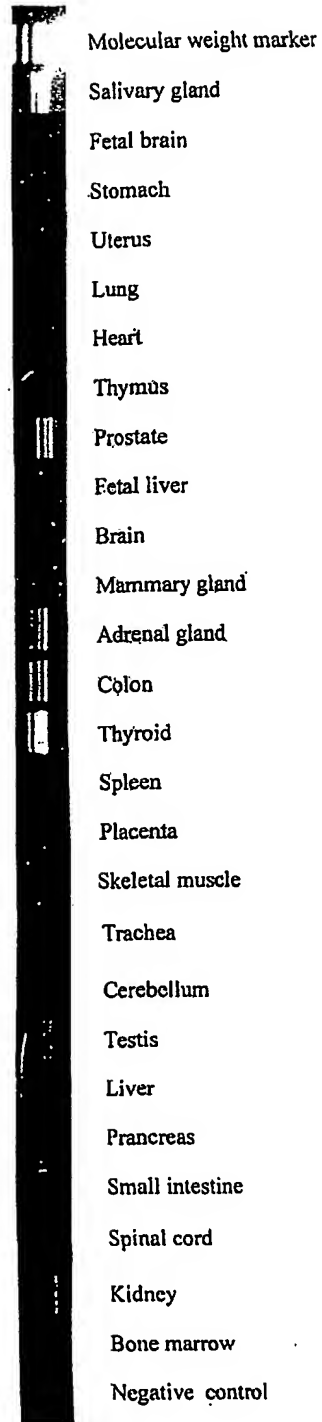 Molecular weight marker
Salivary gland
Fetal brain
Stomach
Uterus
Lung
Heart
Thymus
Prostate
Fetal liver
Brain
Mammary gland
Adrenal gland
Colon
Thyroid
Spleen
Placenta
Skeletal muscle
Trachea
Cerebellum
Testis
Liver
Prancreas
Small intestine
Spinal cord
Kidney
Bone marrow
Negative control